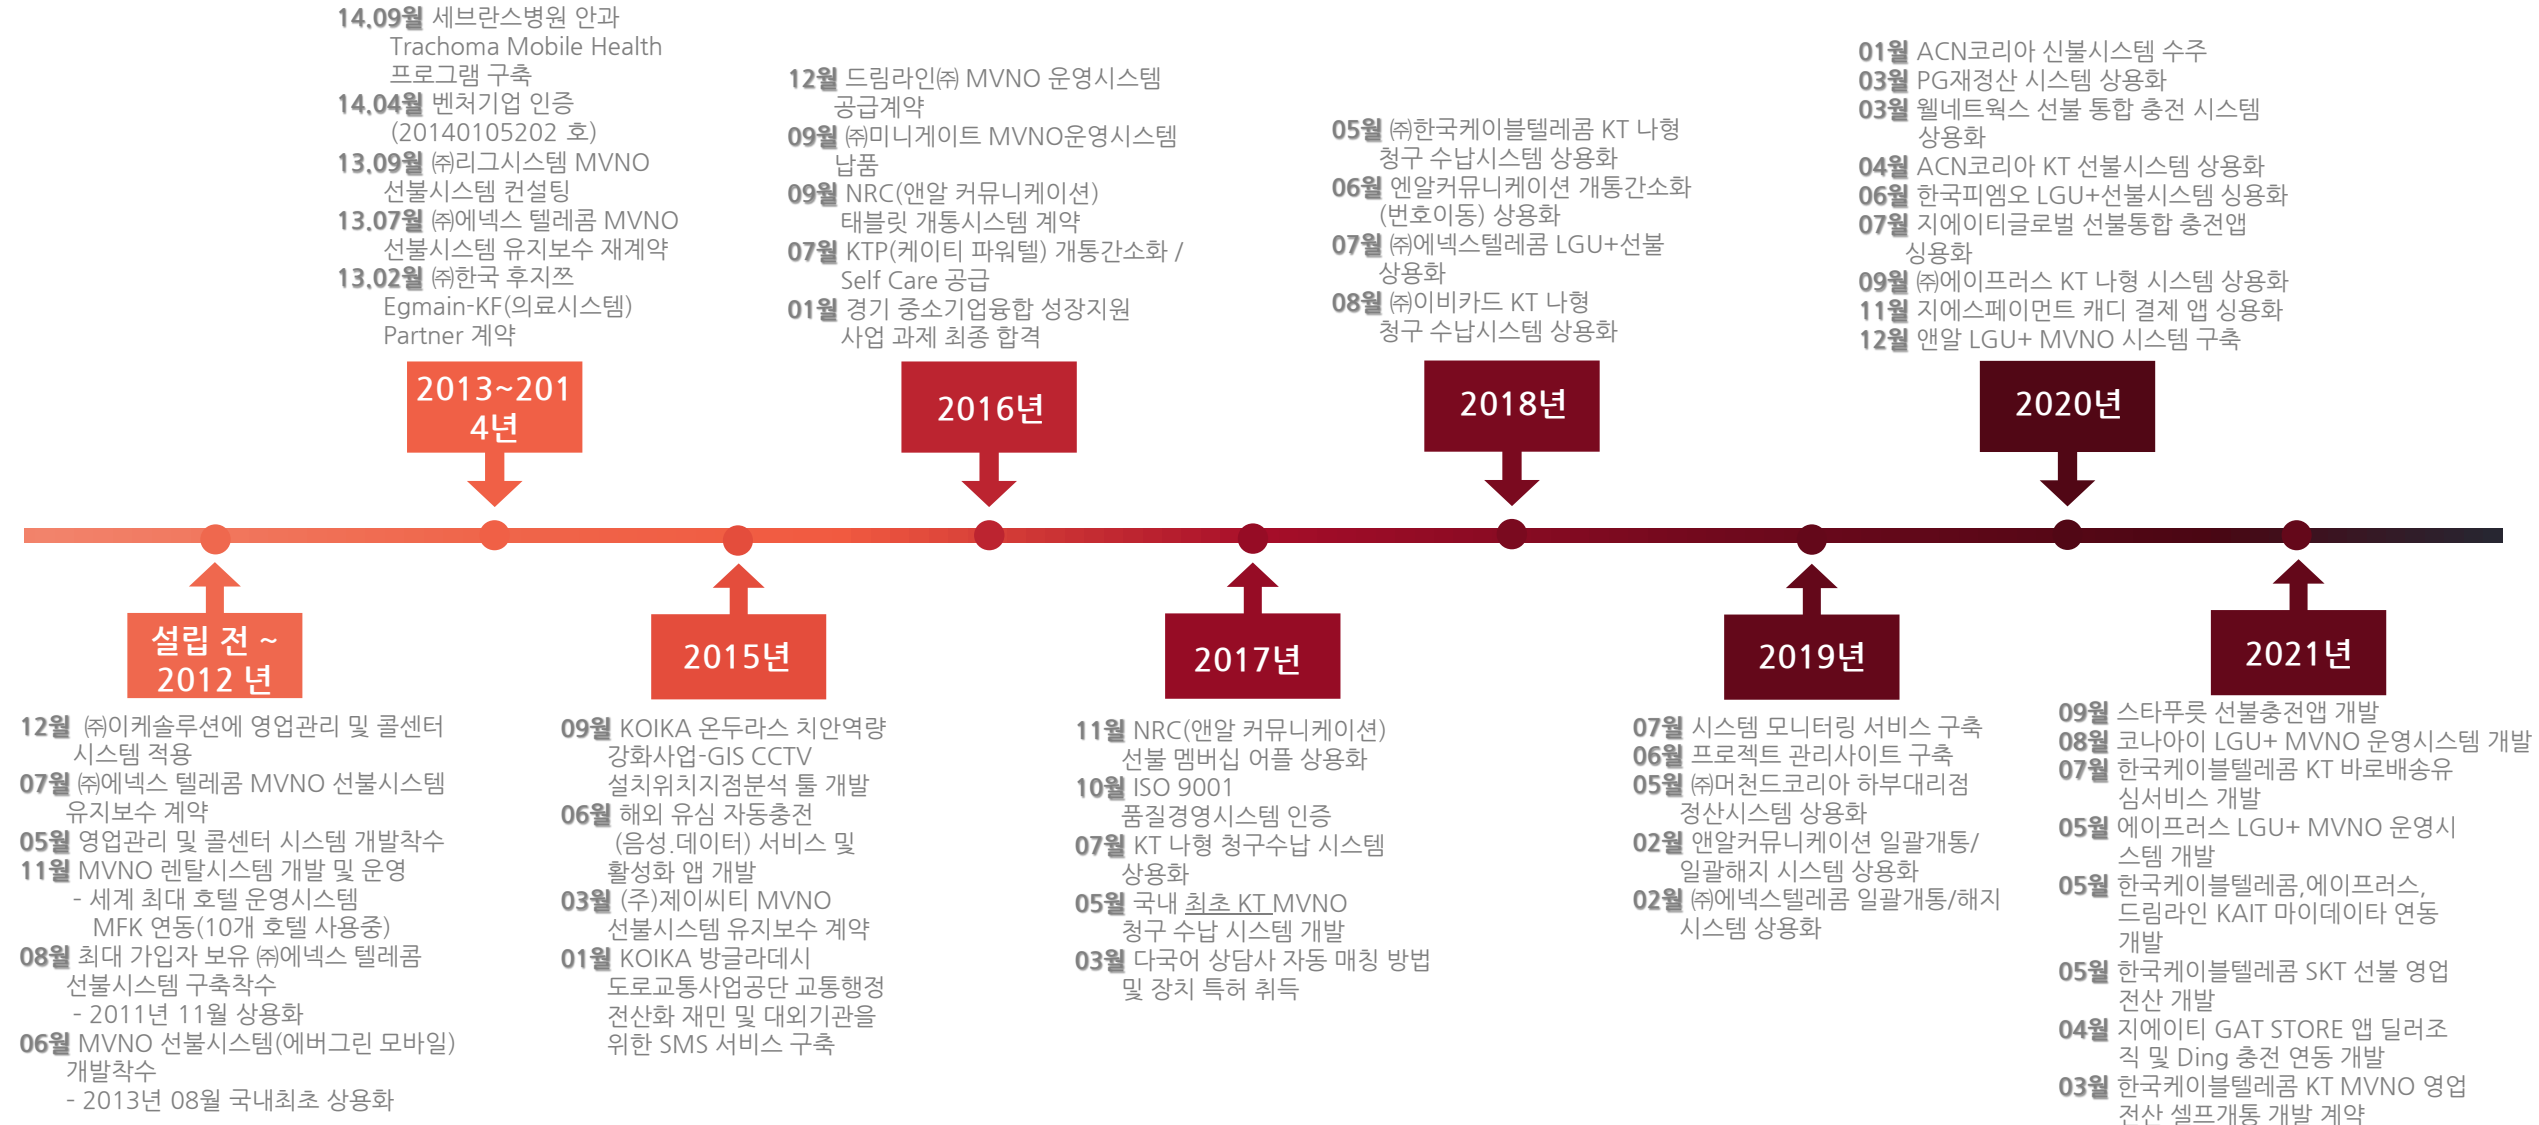 14.09월 세브란스병원 안과
Trachoma Mobile Health
프로그램 구축
14.04월 벤처기업 인증
(20140105202 호)
13.09월 ㈜리그시스템 MVNO
선불시스템 컨설팅
13.07월 ㈜에넥스 텔레콤 MVNO
선불시스템 유지보수 재계약
13.02월 ㈜한국 후지쯔
Egmain-KF(의료시스템)
Partner 계약
2013~201
4년
12월 드림라인㈜ MVNO 운영시스템
공급계약
09월 ㈜미니게이트 MVNO운영시스템
납품
09월 NRC(앤알 커뮤니케이션)
태블릿 개통시스템 계약
07월 KTP(케이티 파워텔) 개통간소화 /
Self Care 공급
01월 경기 중소기업융합 성장지원
사업 과제 최종 합격
2016년
05월 ㈜한국케이블텔레콤 KT 나형
청구 수납시스템 상용화
06월 엔알커뮤니케이션 개통간소화
(번호이동) 상용화
07월 ㈜에넥스텔레콤 LGU+선불
상용화
08월 ㈜이비카드 KT 나형
청구 수납시스템 상용화
2018년
01월 ACN코리아 신불시스템 수주
03월 PG재정산 시스템 상용화
03월 웰네트웍스 선불 통합 충전 시스템
상용화
04월 ACN코리아 KT 선불시스템 상용화
06월 한국피엠오 LGU+선불시스템 싱용화
07월 지에이티글로벌 선불통합 충전앱
싱용화
09월 ㈜에이프러스 KT 나형 시스템 상용화
11월 지에스페이먼트 캐디 결제 앱 싱용화
12월 앤알 LGU+ MVNO 시스템 구축
2020년
설립 전 ~
2012 년
12월 ㈜이케솔루션에 영업관리 및 콜센터
시스템 적용
07월 ㈜에넥스 텔레콤 MVNO 선불시스템
유지보수 계약
05월 영업관리 및 콜센터 시스템 개발착수
11월 MVNO 렌탈시스템 개발 및 운영
- 세계 최대 호텔 운영시스템
MFK 연동(10개 호텔 사용중)
08월 최대 가입자 보유 ㈜에넥스 텔레콤
선불시스템 구축착수
- 2011년 11월 상용화
06월 MVNO 선불시스템(에버그린 모바일)
개발착수
- 2013년 08월 국내최초 상용화
2015년
09월 KOIKA 온두라스 치안역량
강화사업-GIS CCTV
설치위치지점분석 툴 개발
06월 해외 유심 자동충전
(음성.데이터) 서비스 및
활성화 앱 개발
03월 (주)제이씨티 MVNO
선불시스템 유지보수 계약
01월 KOIKA 방글라데시
도로교통사업공단 교통행정
전산화 재민 및 대외기관을
위한 SMS 서비스 구축
2017년
11월 NRC(앤알 커뮤니케이션)
선불 멤버십 어플 상용화
10월 ISO 9001
품질경영시스템 인증
07월 KT 나형 청구수납 시스템
상용화
05월 국내 최초 KT MVNO
청구 수납 시스템 개발
03월 다국어 상담사 자동 매칭 방법
및 장치 특허 취득
2019년
07월 시스템 모니터링 서비스 구축
06월 프로젝트 관리사이트 구축
05월 ㈜머천드코리아 하부대리점
정산시스템 상용화
02월 앤알커뮤니케이션 일괄개통/
일괄해지 시스템 상용화
02월 ㈜에넥스텔레콤 일괄개통/해지
시스템 상용화
2021년
09월 스타푸릇 선불충전앱 개발
08월 코나아이 LGU+ MVNO 운영시스템 개발
07월 한국케이블텔레콤 KT 바로배송유
심서비스 개발
05월 에이프러스 LGU+ MVNO 운영시
스템 개발
05월 한국케이블텔레콤,에이프러스,
드림라인 KAIT 마이데이타 연동
개발
05월 한국케이블텔레콤 SKT 선불 영업
전산 개발
04월 지에이티 GAT STORE 앱 딜러조
직 및 Ding 충전 연동 개발
03월 한국케이블텔레콤 KT MVNO 영업
전산 셀프개통 개발 계약